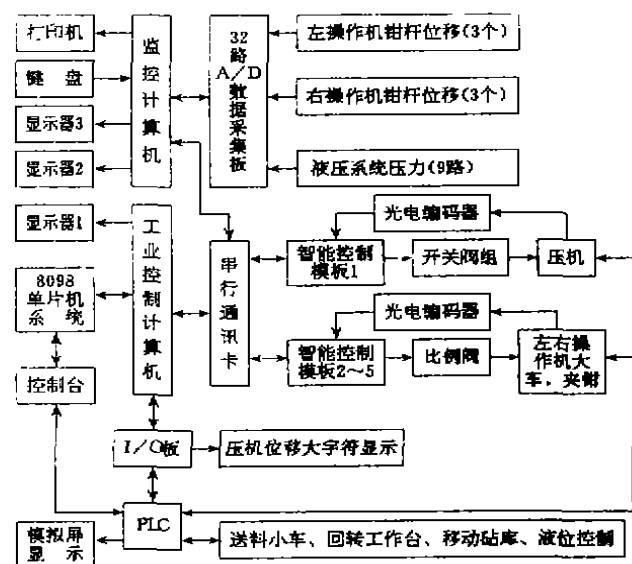 打印机
键 盘
显示器3
显示器2
显示器1
8098
单片机
系 统
控制台
模拟屏
显 示
监控计算机
工业控制计算机
I／O板
PLC
32
路
A／D
数据采集板
串行通讯卡
左操作机钳杆位移(3个)
右操作机钳杆位移(3个)
液压系统压力(9路)
光电编码器
智能控制
模板1
开关阀组
压机
光电编码器
智能控制
模板2～5
比例阀
左右操
作机大
车，夹钳
压机位移大字符显示
送料小车、回转工作台、移动砧库、液位控制